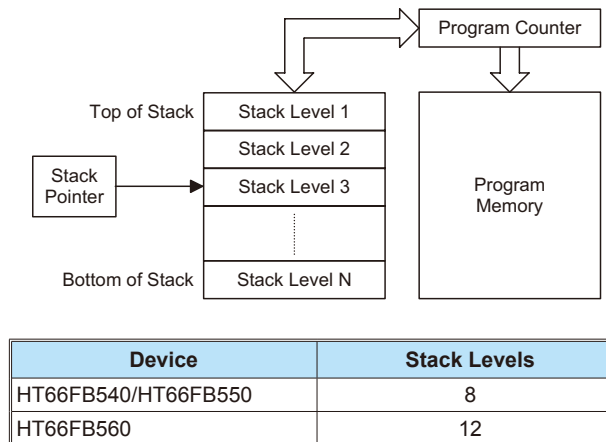 Program Counter
Top of Stack
Stack Level 1
Stack Level 2
Stack
Pointer
Stack Level 3
Program
Memory
Bottom of Stack
Stack Level N
Device Stack Levels
HT66FB540/HT66FB550 8
HT66FB560 12